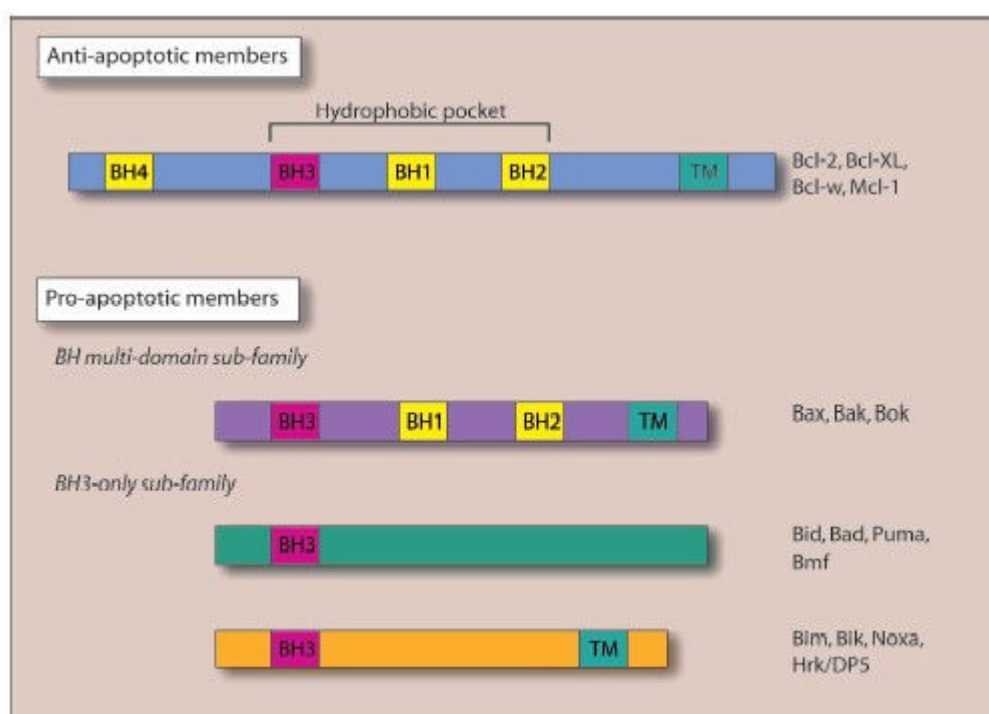 Anti-apoptotic members
Hydrophobic pocket
BH4 BH3 BH1 BH2 TM
Bcl-2, Bcl-XL,
Bcl-w, Mcl-1
Pro-apoptotic members
BH multi-domain sub-family
BH3 BH1 BH2 TM
Bax, Bak, Bok
BH3-only sub-family
BH3
Bid, Bad, Puma,
Bmf
BH3 TM
Bim, Bik, Noxa,
Hrk/DP5